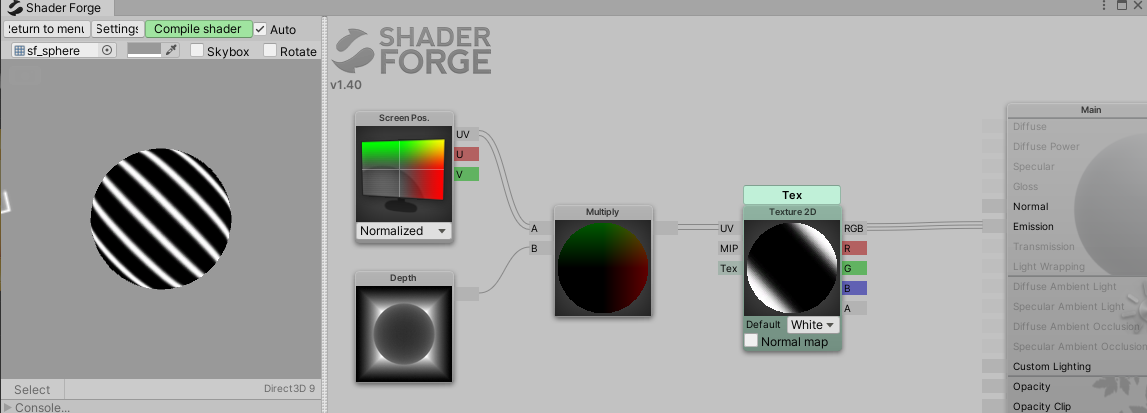 Shader Forge
Return to menu Settings Compile shader Auto
sf_sphere Skybox Rotate
SHADER
FORGE
v1.40
Screen Pos.
UV
U
V
Normalized
Depth
Multiply
A
B
Tex
Texture 2D
UV RGB
MIP R
Tex G
B
A
Default White
Normal map
Main
Diffuse
Diffuse Power
Specular
Gloss
Normal
Emission
Transmission
Light Wrapping
Diffuse Ambient Light
Specular Ambient Light
Diffuse Ambient Occlusion
Specular Ambient Occlusion
Custom Lighting
Opacity
Opacity Clip
Select Direct3D 9
Console...